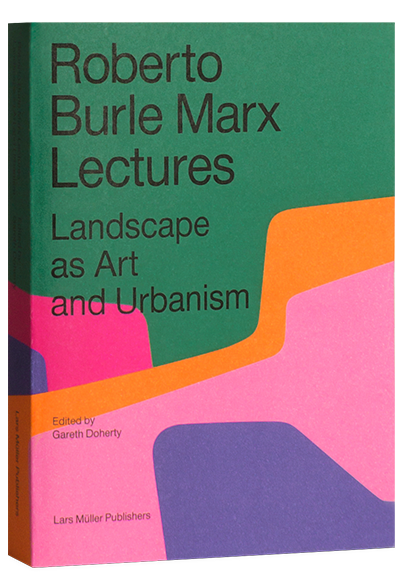 Roberto
Burle Marx
Lectures
Landscape
as Art
and Urbanism
Edited by
Gareth Doherty
Lars Müller Publishers
Lars Müller Publishers